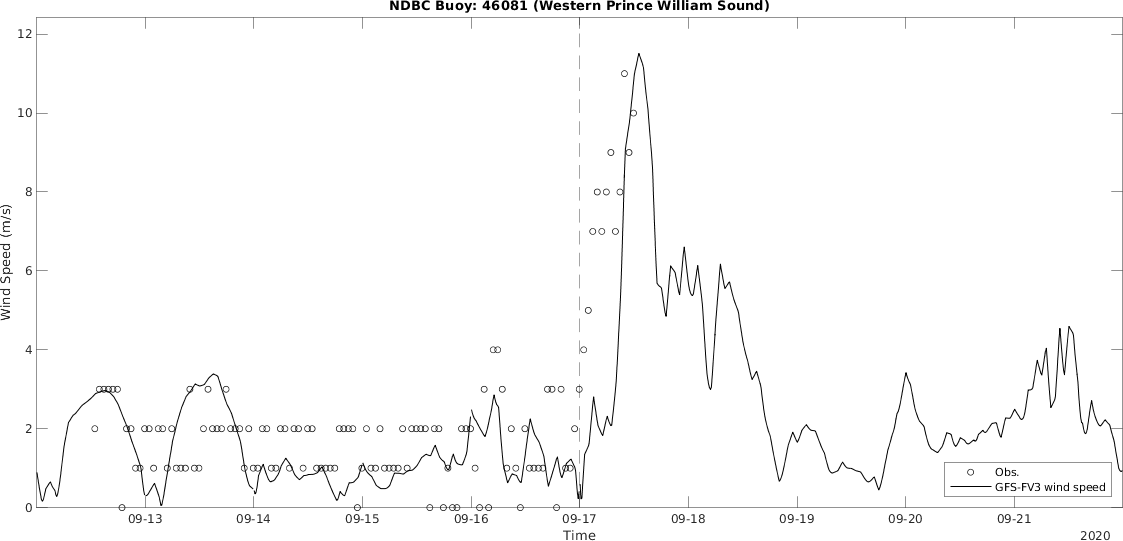 NDBC Buoy: 46081 (Western Prince William Sound)
12
10
8
6
4
2
0
Wind Speed (m/s)
09-13 09-14 09-15 09-16 09-17 09-18 09-19 09-20 09-21
Time
2020
Obs.
GFS-FV3 wind speed